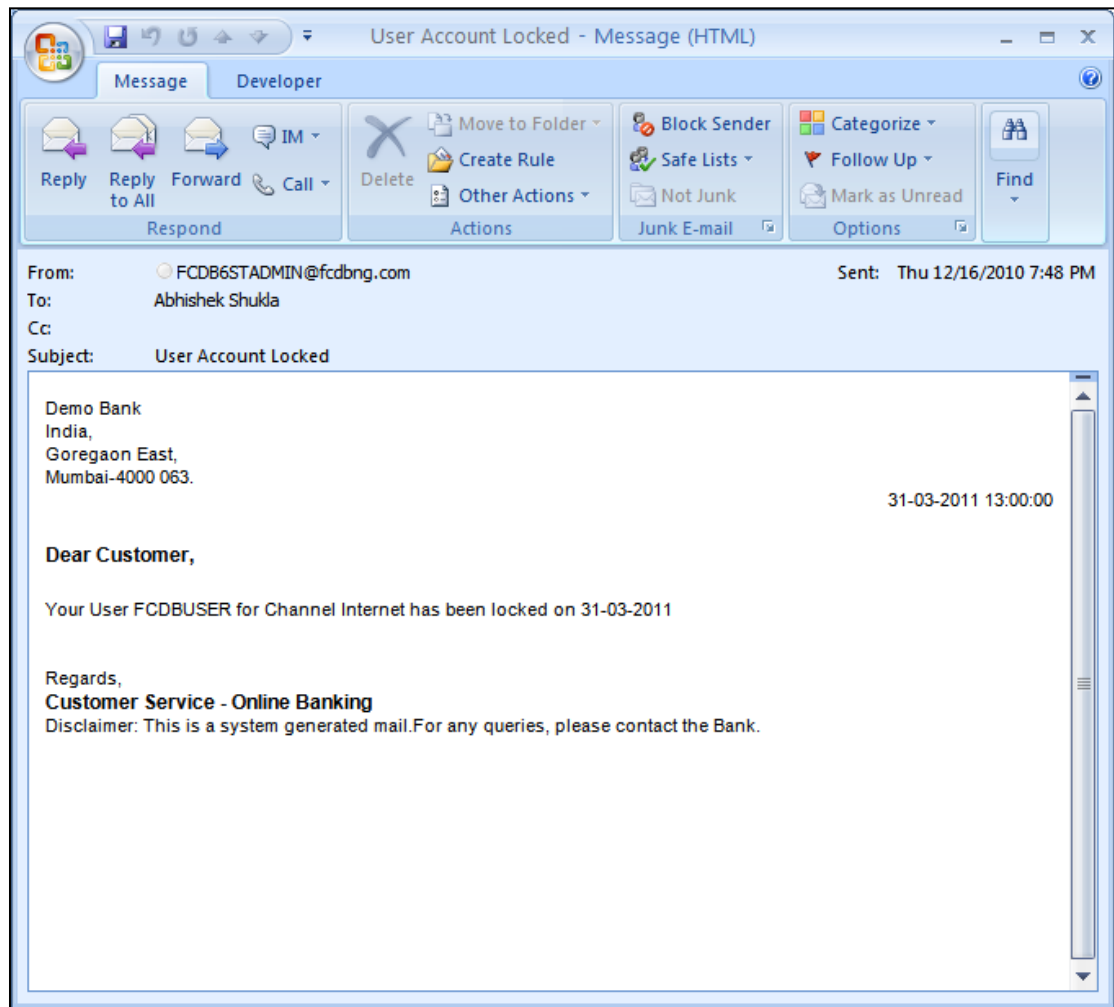 User Account Locked - Message (HTML)
Message Developer
Reply
Reply to All
Forward
IM
Call
Respond
Delete
Move to Folder
Create Rule
Other Actions
Actions
Block Sender
Safe Lists
Not Junk
Junk E-mail
Categorize
Follow Up
Mark as Unread
Options
Find
From: FCDB6STADMIN@fcdbng.com Sent: Thu 12/16/2010 7:48 PM
To: Abhishek Shukla
Cc:
Subject: User Account Locked
Demo Bank
India,
Goregaon East,
Mumbai-4000 063.
31-03-2011 13:00:00
Dear Customer,
Your User FCDBUSER for Channel Internet has been locked on 31-03-2011
Regards,
Customer Service - Online Banking
Disclaimer: This is a system generated mail.For any queries, please contact the Bank.